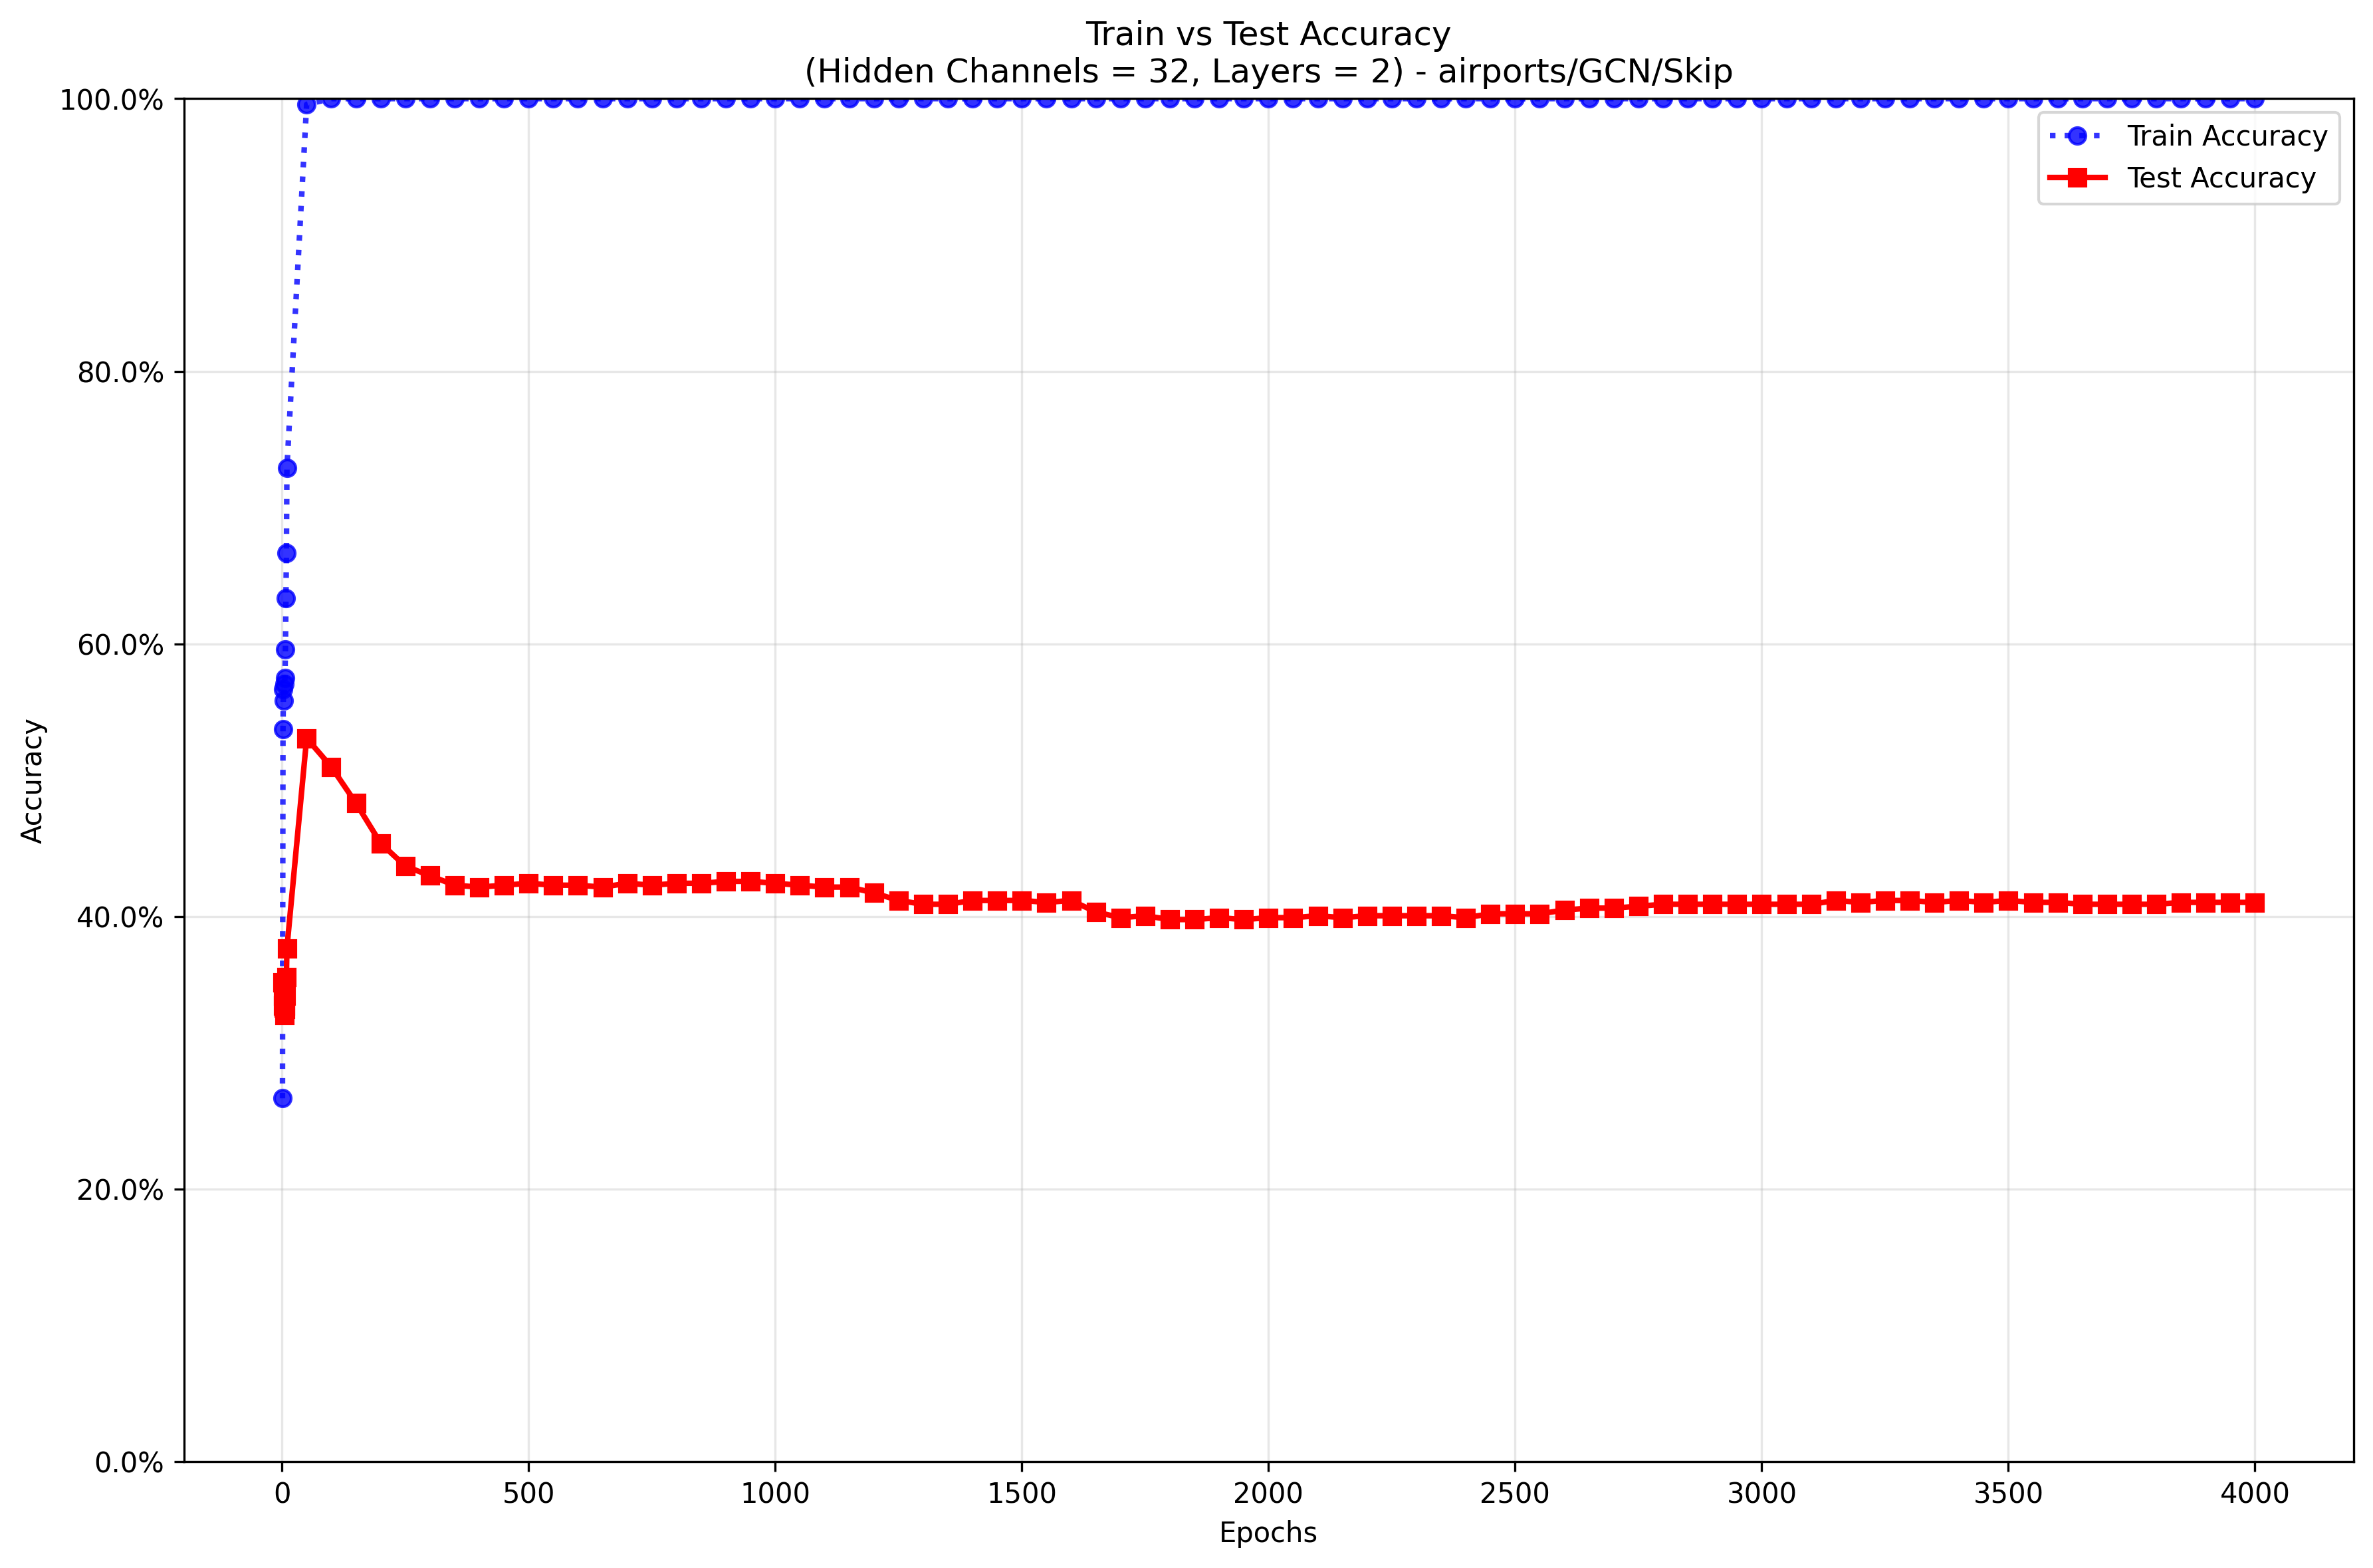 Train vs Test Accuracy
(Hidden Channels = 32, Layers = 2) - airports/GCN/Skip
100.0%
80.0%
60.0%
40.0%
20.0%
0.0%
Accuracy
Train Accuracy
Test Accuracy
0
500
1000
1500
2000
2500
3000
3500
4000
Epochs